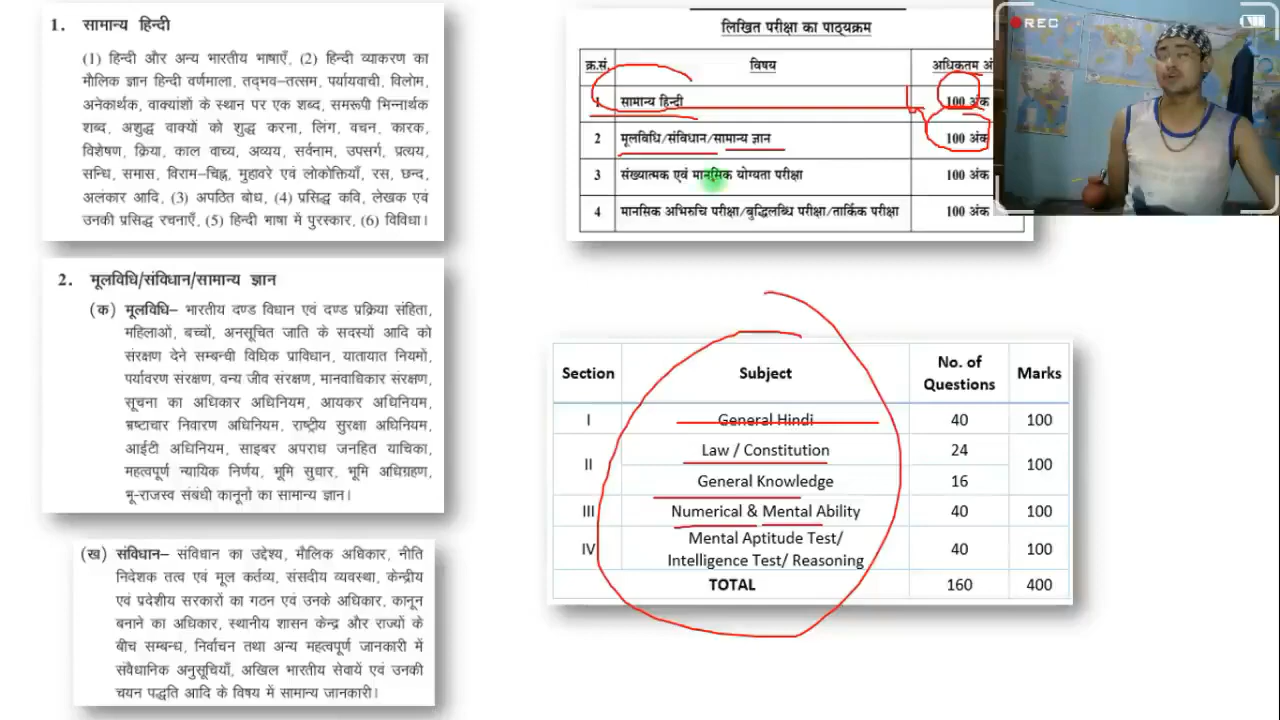 1. सामान्य हिन्दी
(1) हिन्दी और अन्य भारतीय भाषाएँ, (2) हिन्दी व्याकरण का
मौलिक ज्ञान हिन्दी वर्णमाला, तद्भव–तत्सम, पर्यायवाची, विलोम,
अनेकार्थक, वाक्यांशों के स्थान पर एक शब्द, समरूपी भिन्नार्थक
शब्द, अशुद्ध वाक्यों को शुद्ध करना, लिंग, वचन, कारक,
विशेषण, क्रिया, काल वाच्य, अव्यय, सर्वनाम, उपसर्ग, प्रत्यय,
सन्धि, समास, विराम–चिह्न, मुहावरे एवं लोकोक्तियाँ, रस, छन्द,
अलंकार आदि, (3) अपठित बोध, (4) प्रसिद्ध कवि, लेखक एवं
उनकी प्रसिद्ध रचनाएँ, (5) हिन्दी भाषा में पुरस्कार, (6) विविधा।
2. मूलविधि/संविधान/सामान्य ज्ञान
(क) मूलविधि– भारतीय दण्ड विधान एवं दण्ड प्रक्रिया संहिता,
महिलाओं, बच्चों, अनसूचित जाति के सदस्यों आदि को
संरक्षण देने सम्बन्धी विधिक प्राविधान, यातायात नियमों,
पर्यावरण संरक्षण, वन्य जीव संरक्षण, मानवाधिकार संरक्षण,
सूचना का अधिकार अधिनियम, आयकर अधिनियम,
भ्रष्टाचार निवारण अधिनियम, राष्ट्रीय सुरक्षा अधिनियम,
आईटी अधिनियम, साइबर अपराध जनहित याचिका,
महत्वपूर्ण न्यायिक निर्णय, भूमि सुधार, भूमि अधिग्रहण,
भू–राजस्व संबंधी कानूनों का सामान्य ज्ञान।
(ख) संविधान– संविधान का उद्देश्य, मौलिक अधिकार, नीति
निदेशक तत्व एवं मूल कर्तव्य, संसदीय व्यवस्था, केन्द्रीय
एवं प्रदेशीय सरकारों का गठन एवं उनके अधिकार, कानून
बनाने का अधिकार, स्थानीय शासन केन्द्र और राज्यों के
बीच सम्बन्ध, निर्वाचन तथा अन्य महत्वपूर्ण जानकारी में
संवैधानिक अनुसूचियाँ, अखिल भारतीय सेवायें एवं उनकी
चयन पद्धति आदि के विषय में सामान्य जानकारी।
लिखित परीक्षा का पाठ्यक्रम
क्र.सं. विषय अधिकतम
1 सामान्य हिन्दी 100 अंक
2 मूलविधि/संविधान/सामान्य ज्ञान 100 अंक
3 संख्यात्मक एवं मानसिक योग्यता परीक्षा 100 अंक
4 मानसिक अभिरुचि परीक्षा/बुद्धिलब्धि परीक्षा/तार्किक परीक्षा 100 अंक
REC
Section Subject No. of Questions Marks
I General Hindi 40 100
II Law / Constitution 24 100
General Knowledge 16
III Numerical & Mental Ability 40 100
IV Mental Aptitude Test/ 40 100
Intelligence Test/ Reasoning
TOTAL 160 400